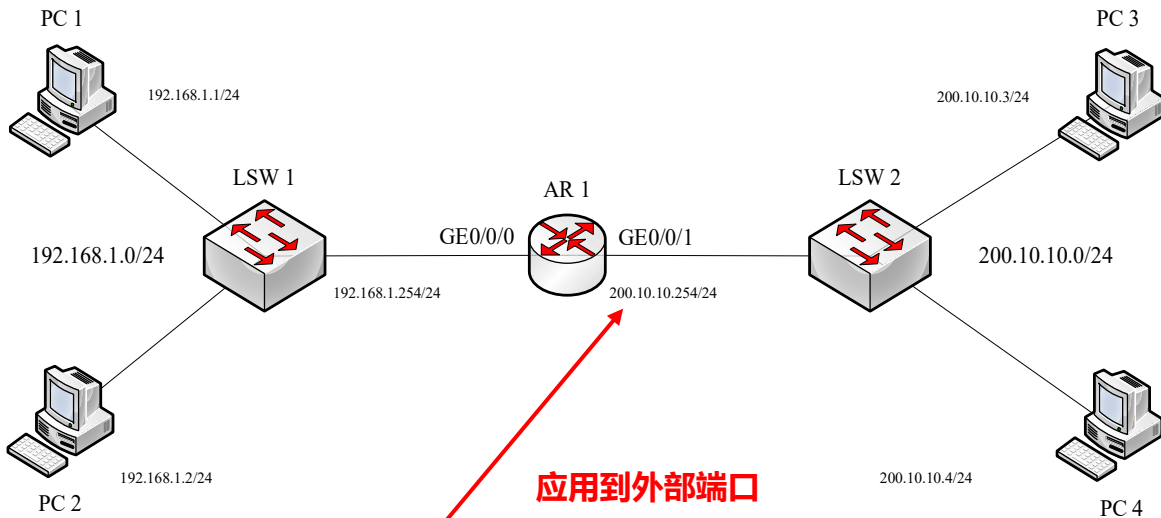 PC 1
PC 3
192.168.1.1/24
200.10.10.3/24
LSW 1
AR 1
LSW 2
GE0/0/0
GE0/0/1
192.168.1.0/24
200.10.10.0/24
192.168.1.254/24
200.10.10.254/24
192.168.1.2/24
应用到外部端口
200.10.10.4/24
PC 2
PC 4